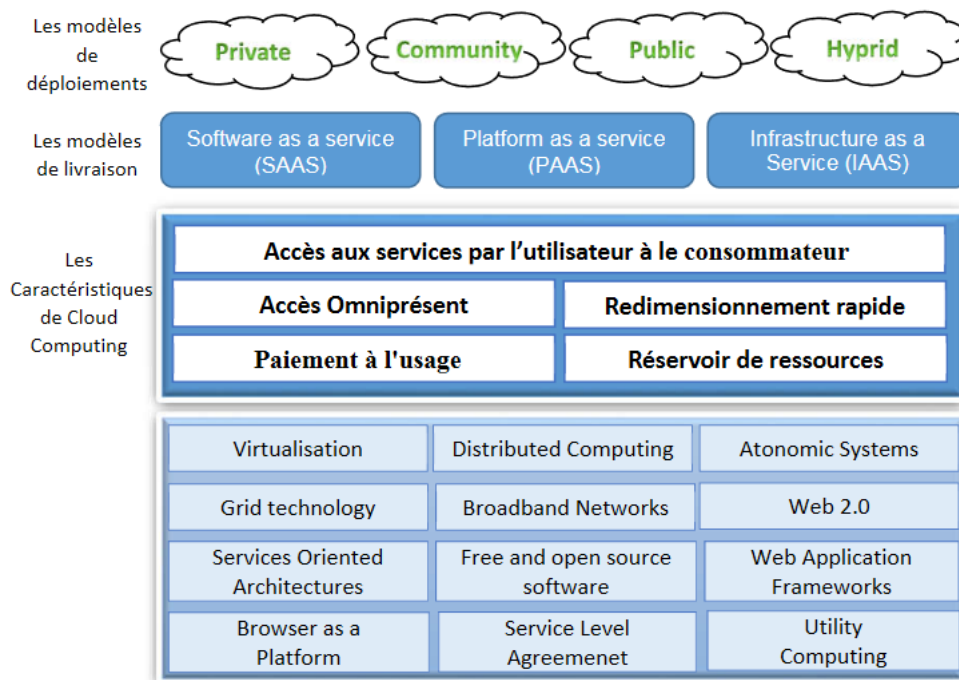 Les modèles
de
déploiements
Private
Community
Public
Hyprid
Les modèles
de livraison
Software as a service
(SAAS)
Platform as a service
(PAAS)
Infrastructure as a
Service (IAAS)
Les
Caractéristiques
de Cloud
Computing
Accès aux services par l'utilisateur à le consommateur
Accès Omniprésent
Redimensionnement rapide
Paiement à l'usage
Réservoir de ressources
Virtualisation
Distributed Computing
Atonomic Systems
Grid technology
Broadband Networks
Web 2.0
Services Oriented
Architectures
Free and open source
software
Web Application
Frameworks
Browser as a
Platform
Service Level
Agreemenet
Utility
Computing